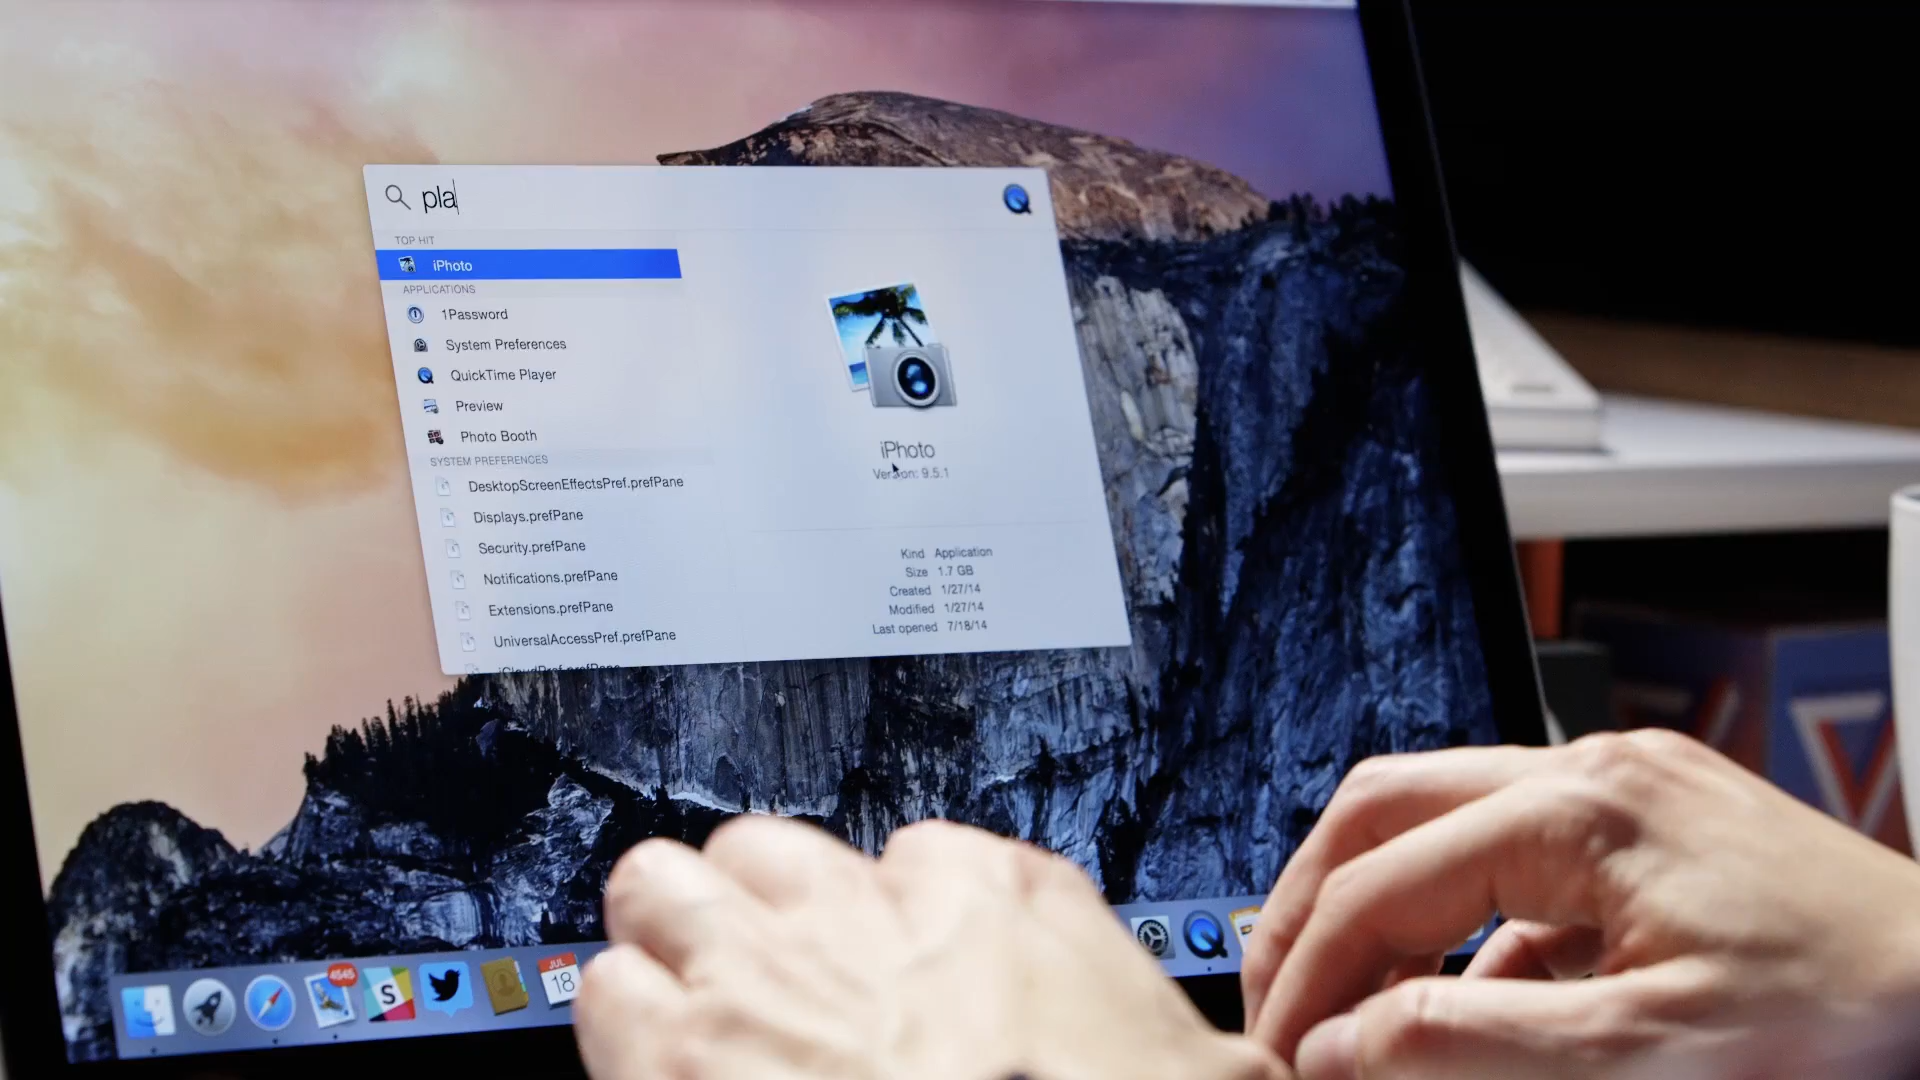 pla
TOP HIT
iPhoto
APPLICATIONS
1Password
System Preferences
QuickTime Player
Preview
Photo Booth
SYSTEM PREFERENCES
DesktopScreenEffectsPref.prefPane
Displays.prefPane
Security.prefPane
Notifications.prefPane
Extensions.prefPane
UniversalAccessPref.prefPane
iCloudPref.prefPane
iPhoto
Version: 9.5.1
Kind Application
Size 1.7 GB
Created 1/27/14
Modified 1/27/14
Last opened 7/18/14
4545
S
JUL
18